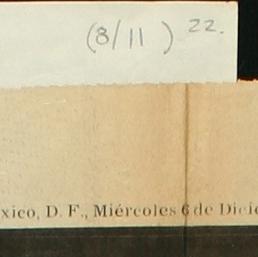 (8/11) 22.
xico, D. F., Miércoles 6 de Dicie